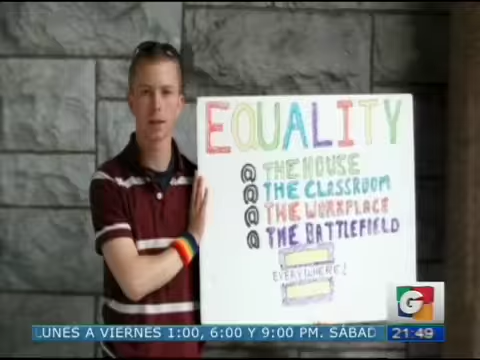 EQUALITY
@ THE HOUSE
@ THE CLASSROOM
@ THE WORKPLACE
@ THE BATTLEFIELD
EVERYWHERE!
G
LUNES A VIERNES 1:00, 6:00 Y 9:00 PM. SÁBAD
21:49